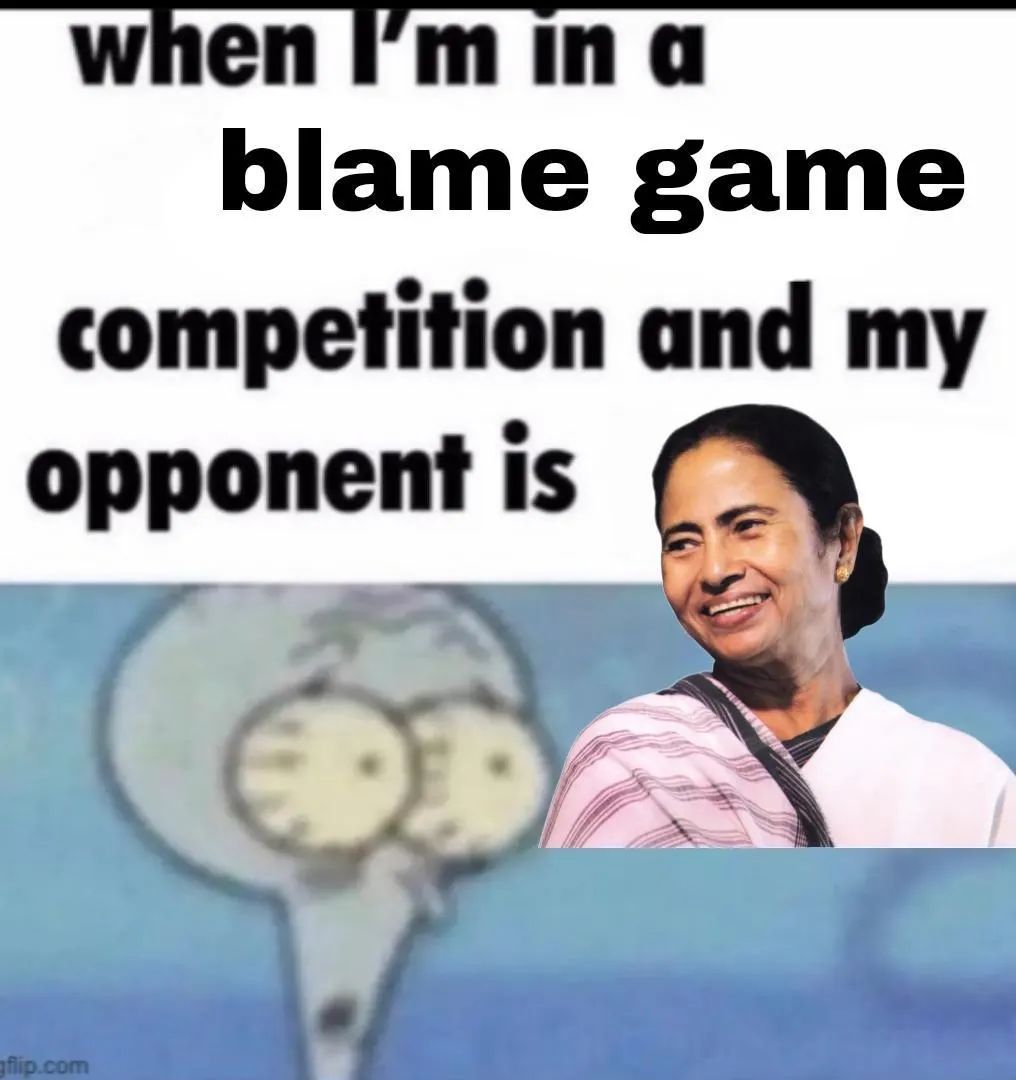 when I'm in a
blame game
competition and my
opponent is
gflip.com